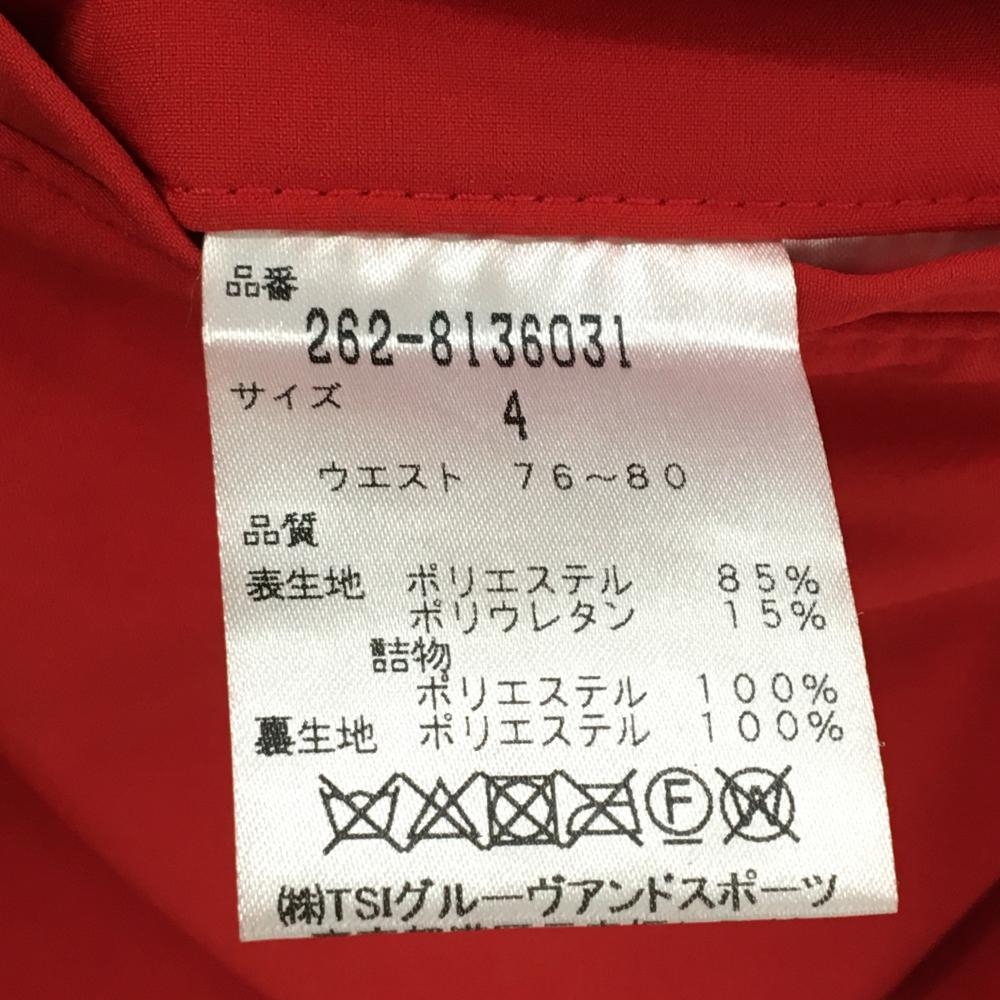 品番
262-8136031
サイズ
4
ウエスト 76~80
品質
表生地 ポリエステル 85%
ポリウレタン 15%
詰物
ポリエステル 100%
裏生地 ポリエステル 100%
F W
(株)TSIグルーヴアンドスポーツ